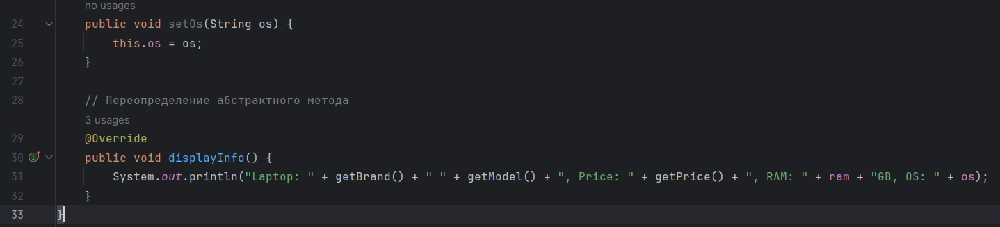 no usages
24 public void setOs(String os) {
25 this.os = os;
26 }
27
28 // Переопределение абстрактного метода
3 usages
29 @Override
30 public void displayInfo() {
31 System.out.println("Laptop: " + getBrand() + " " + getModel() + ", Price: " + getPrice() + ", RAM: " + ram + "GB, OS: " + os);
32 }
33 }